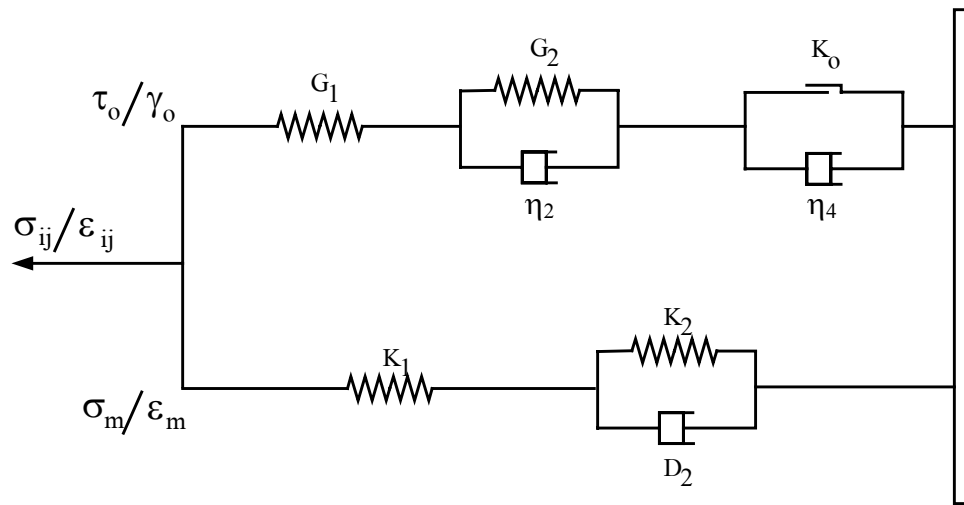 G₂
Kₒ
G₁
τₒ/γₒ
η₂
η₄
σᵢⱼ/εᵢⱼ
K₂
K₁
σₘ/εₘ
D₂